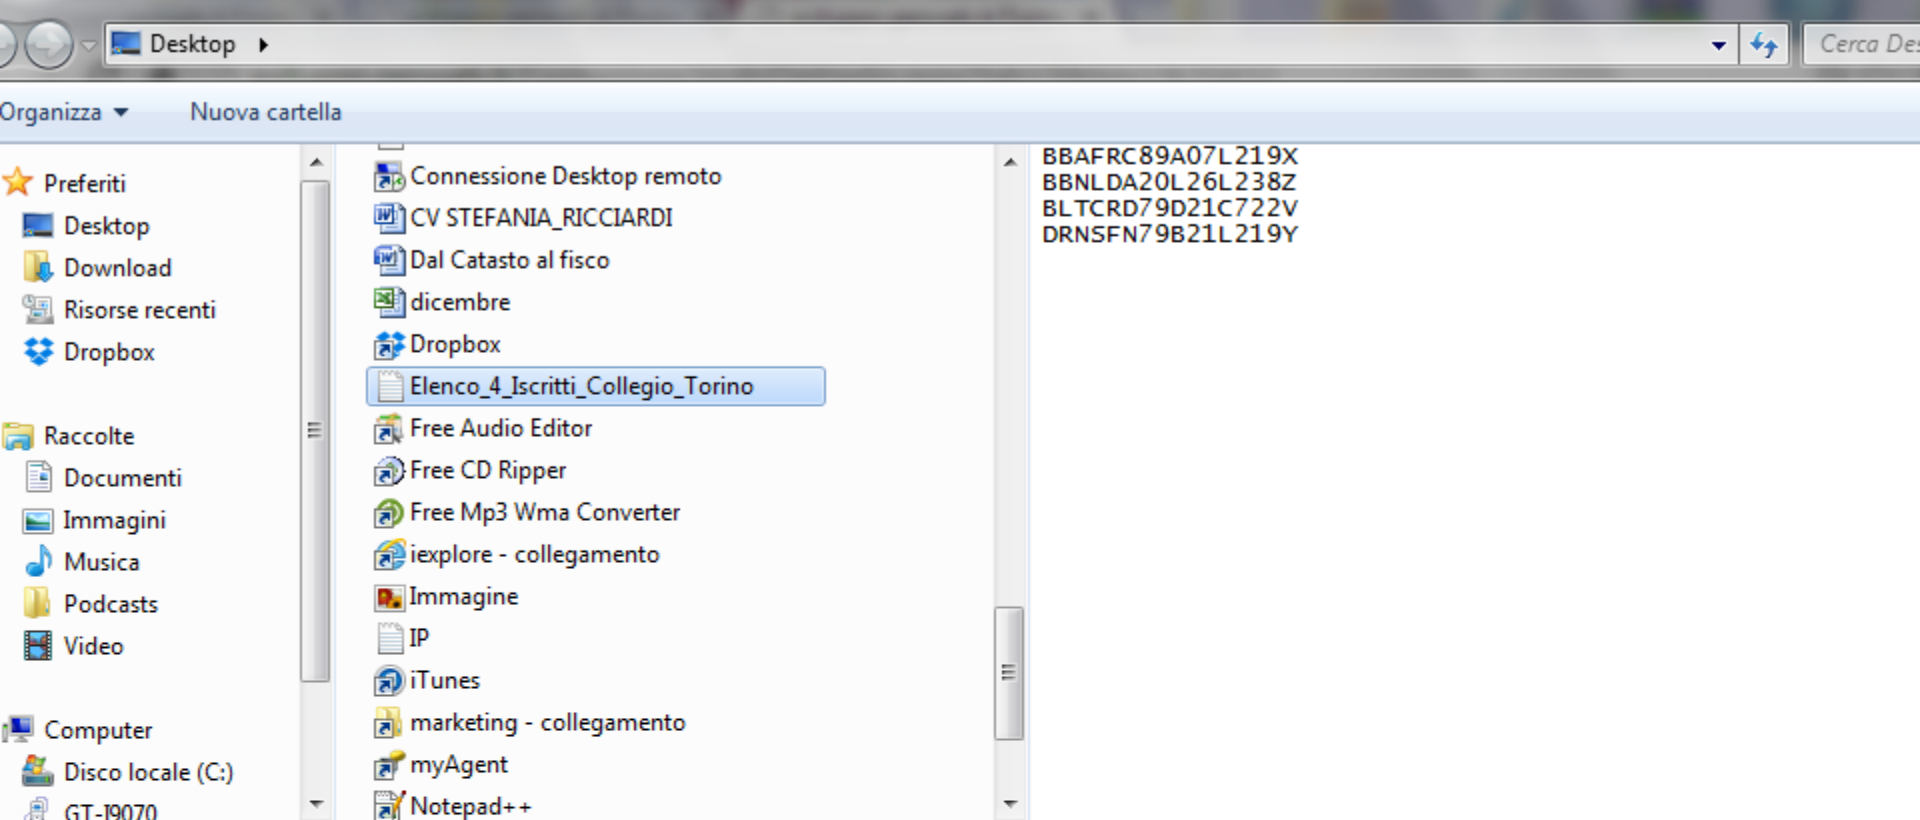 Desktop
Cerca Des
Organizza
Nuova cartella
Preferiti
Desktop
Download
Risorse recenti
Dropbox
Raccolte
Documenti
Immagini
Musica
Podcasts
Video
Computer
Disco locale (C:)
GT-I9070
Connessione Desktop remoto
CV STEFANIA_RICCIARDI
Dal Catasto al fisco
dicembre
Dropbox
Elenco_4_Iscritti_Collegio_Torino
Free Audio Editor
Free CD Ripper
Free Mp3 Wma Converter
iexplore - collegamento
Immagine
IP
iTunes
marketing - collegamento
myAgent
Notepad++
BBAFRC89A07L219X
BBNLDA20L26L238Z
BLTCRD79D21C722V
DRNSFN79B21L219Y